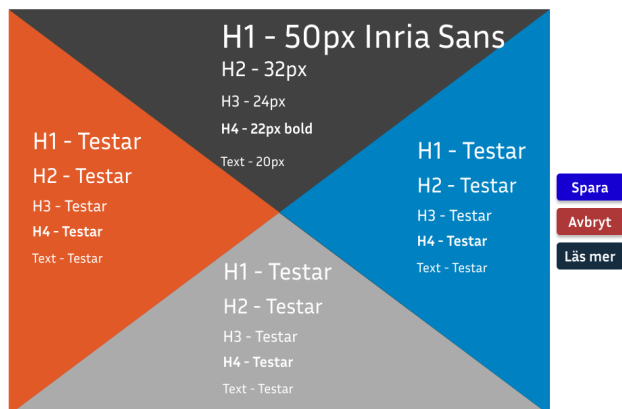 H1 - 50px Inria Sans
H2 - 32px
H3 - 24px
H4 - 22px bold
Text - 20px
H1 - Testar
H2 - Testar
H3 - Testar
H4 - Testar
Text - Testar
H1 - Testar
H2 - Testar
H3 - Testar
H4 - Testar
Text - Testar
H1 - Testar
H2 - Testar
H3 - Testar
H4 - Testar
Text - Testar
Spara
Avbryt
Läs mer